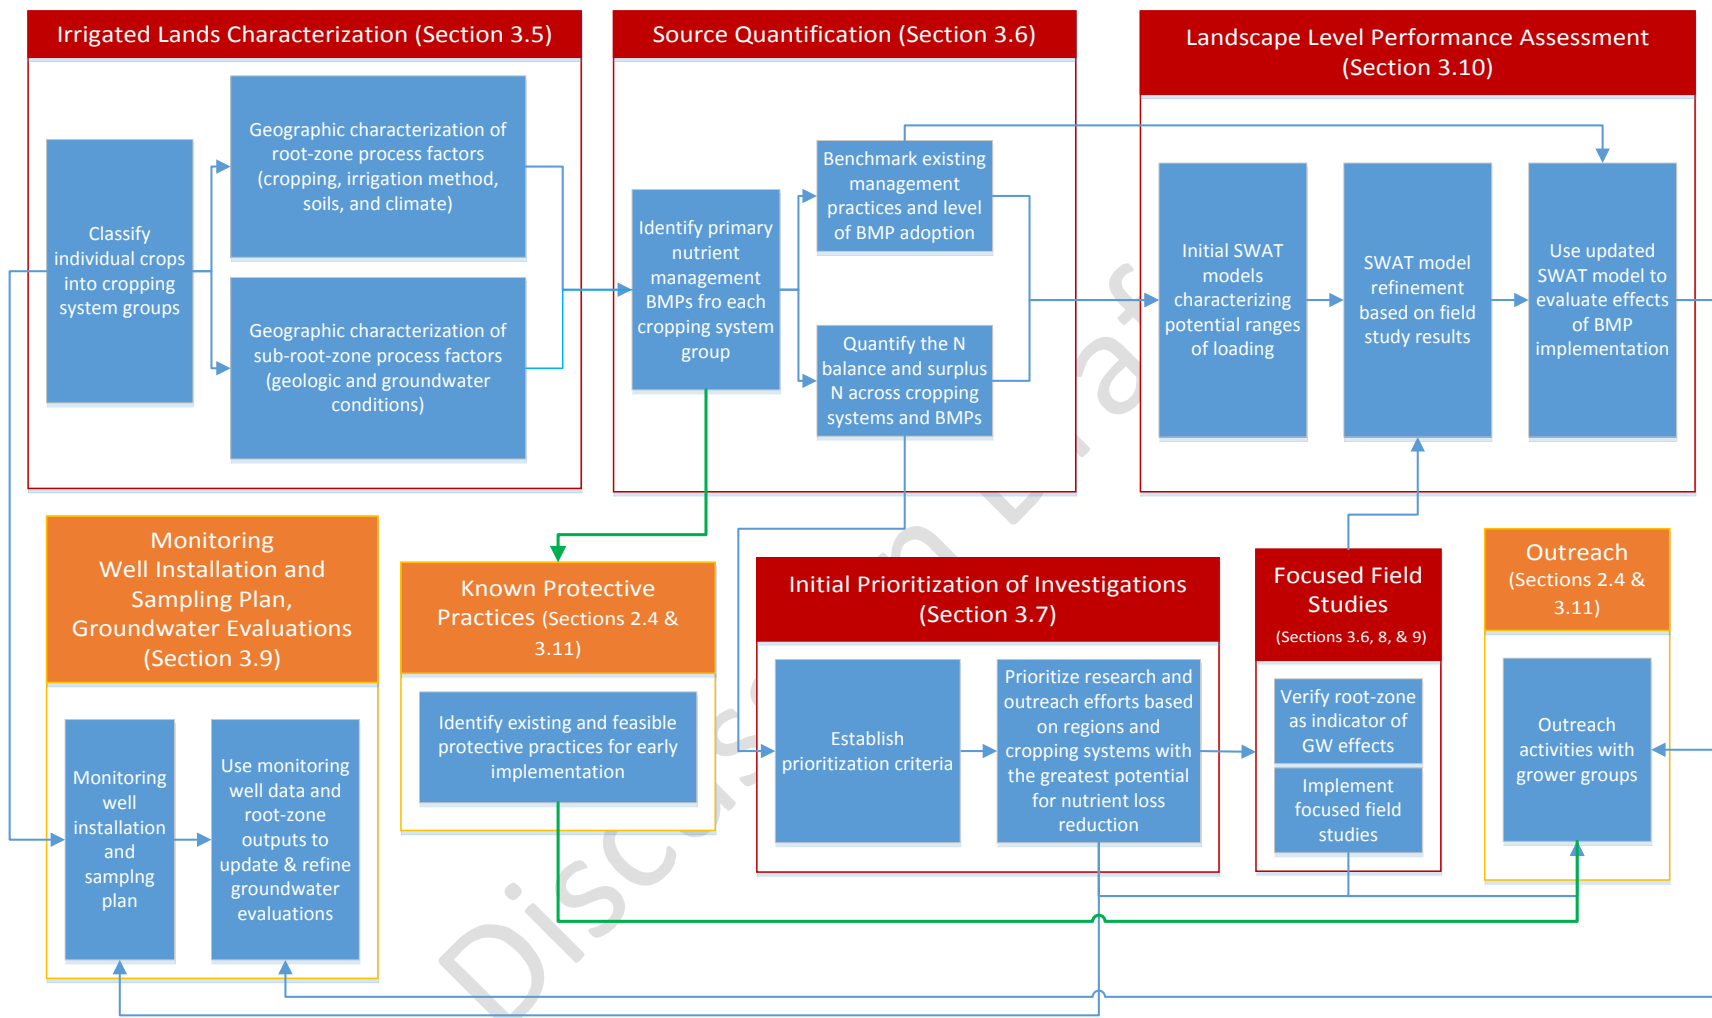 Irrigated Lands Characterization (Section 3.5)
Classify
individual crops
into cropping
system groups
Geographic characterization of
root-zone process factors
(cropping, irrigation method,
soils, and climate)
Geographic characterization of
sub-root-zone process factors
(geologic and groundwater
conditions)
Source Quantification (Section 3.6)
Identify primary
nutrient
management
BMPs fro each
cropping system
group
Benchmark existing
management
practices and level
of BMP adoption
Quantify the N
balance and surplus
N across cropping
systems and BMPs
Landscape Level Performance Assessment
(Section 3.10)
Initial SWAT
models
characterizing
potential ranges
of loading
SWAT model
refinement
based on field
study results
Use updated
SWAT model to
evaluate effects
of BMP
implementation
Monitoring
Well Installation and
Sampling Plan,
Groundwater Evaluations
(Section 3.9)
Monitoring
well
installation
and
samplng
plan
Use monitoring
well data and
root-zone
outputs to
update & refine
groundwater
evaluations
Known Protective
Practices (Sections 2.4 &
3.11)
Identify existing and feasible
protective practices for early
implementation
Initial Prioritization of Investigations
(Section 3.7)
Establish
prioritization criteria
Prioritize research and
outreach efforts based
on regions and
cropping systems with
the greatest potential
for nutrient loss
reduction
Focused Field
Studies
(Sections 3.6, 8, & 9)
Verify root-zone
as indicator of
GW effects
Implement
focused field
studies
Outreach
(Sections 2.4 &
3.11)
Outreach
activities with
grower groups
Discussion Draft